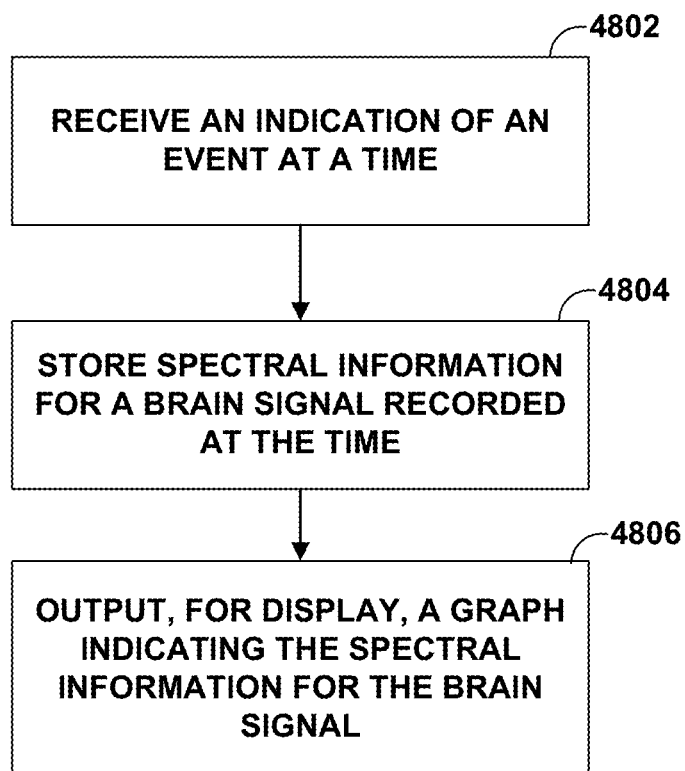 4802
RECEIVE AN INDICATION OF AN
EVENT AT A TIME
4804
STORE SPECTRAL INFORMATION
FOR A BRAIN SIGNAL RECORDED
AT THE TIME
4806
OUTPUT, FOR DISPLAY, A GRAPH
INDICATING THE SPECTRAL
INFORMATION FOR THE BRAIN
SIGNAL